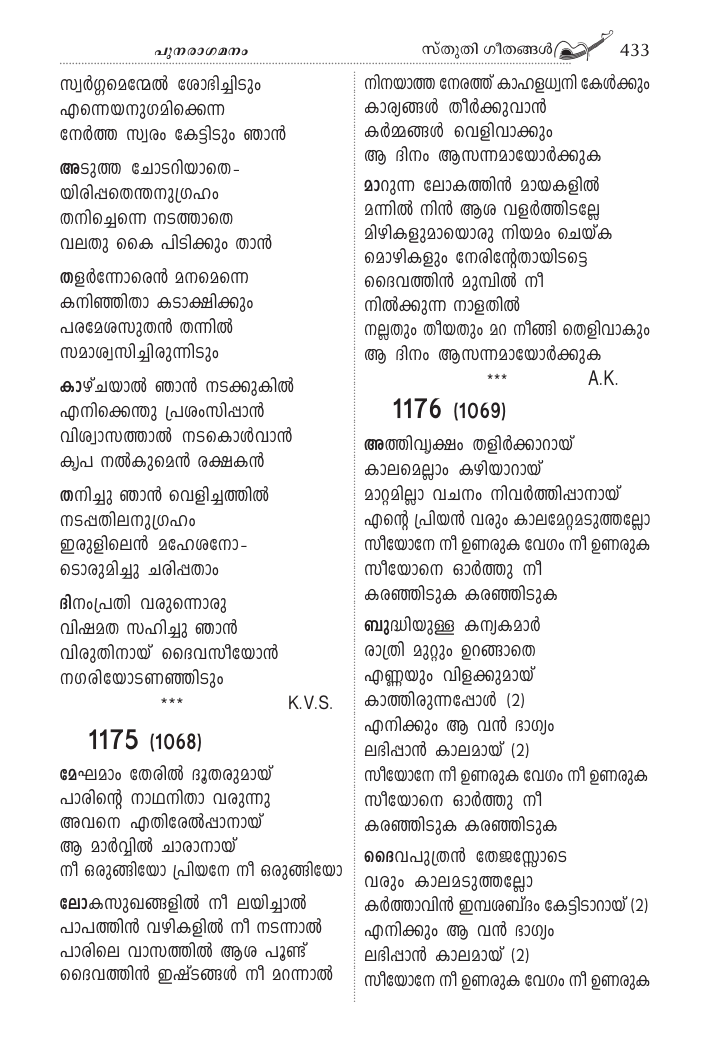 പുനരാഗമനം
സ്തുതി ഗീതങ്ങൾ
433
സ്വർഗ്ഗമെന്മേൽ ശോഭിച്ചിടും
എന്നെയനുഗമിക്കെന്ന
നേർത്ത സ്വരം കേട്ടിടും ഞാൻ
അടുത്ത ചോടറിയാതെ-
യിരിപ്പതെന്തനുഗ്രഹം
തനിച്ചെന്നെ നടത്താതെ
വലതു കൈ പിടിക്കും താൻ
തളർന്നോരെൻ മനമെന്നെ
കനിഞ്ഞിതാ കടാക്ഷിക്കും
പരമേശസുതൻ തന്നിൽ
സമാശ്വസിച്ചിരുന്നിടും
കാഴ്ചയാൽ ഞാൻ നടക്കുകിൽ
എനിക്കെന്തു പ്രശംസിപ്പാൻ
വിശ്വാസത്താൽ നടകൊൾവാൻ
കൃപ നൽകുമെൻ രക്ഷകൻ
തനിച്ചു ഞാൻ വെളിച്ചത്തിൽ
നടപ്പതിലനുഗ്രഹം
ഇരുളിലെൻ മഹേശനോ-
ടൊരുമിച്ചു ചരിപ്പതാം
ദിനംപ്രതി വരുന്നൊരു
വിഷമത സഹിച്ചു ഞാൻ
വിരുതിനായ് ദൈവസീയോൻ
നഗരിയോടണഞ്ഞിടും
*** K.V.S.
1175 (1068)
മേഘമാം തേരിൽ ദൂതരുമായ്
പാരിന്റെ നാഥനിതാ വരുന്നു
അവനെ എതിരേൽപ്പാനായ്
ആ മാർവ്വിൽ ചാരാനായ്
നീ ഒരുങ്ങിയോ പ്രിയനേ നീ ഒരുങ്ങിയോ
ലോകസുഖങ്ങളിൽ നീ ലയിച്ചാൽ
പാപത്തിൻ വഴികളിൽ നീ നടന്നാൽ
പാരിലെ വാസത്തിൽ ആശ പൂണ്ട്
ദൈവത്തിൻ ഇഷ്ടങ്ങൾ നീ മറന്നാൽ
നിനയാത്ത നേരത്ത് കാഹളധ്വനി കേൾക്കും
കാര്യങ്ങൾ തീർക്കുവാൻ
കർമ്മങ്ങൾ വെളിവാക്കും
ആ ദിനം ആസന്നമായോർക്കുക
മാറുന്ന ലോകത്തിൻ മായകളിൽ
മന്നിൽ നിൻ ആശ വളർത്തിടല്ലേ
മിഴികളുമായൊരു നിയമം ചെയ്ക
മൊഴികളും നേരിന്റേതായിടട്ടെ
ദൈവത്തിൻ മുമ്പിൽ നീ
നിൽക്കുന്ന നാളതിൽ
നല്ലതും തീയതും മറ നീങ്ങി തെളിവാകും
ആ ദിനം ആസന്നമായോർക്കുക
*** A.K.
1176 (1069)
അത്തിവൃക്ഷം തളിർക്കാറായ്
കാലമെല്ലാം കഴിയാറായ്
മാറ്റമില്ലാ വചനം നിവർത്തിപ്പാനായ്
എന്റെ പ്രിയൻ വരും കാലമേറ്റമടുത്തല്ലോ
സീയോനേ നീ ഉണരുക വേഗം നീ ഉണരുക
സീയോനെ ഓർത്തു നീ
കരഞ്ഞിടുക കരഞ്ഞിടുക
ബുദ്ധിയുള്ള കന്യകമാർ
രാത്രി മുറ്റും ഉറങ്ങാതെ
എണ്ണയും വിളക്കുമായ്
കാത്തിരുന്നപ്പോൾ (2)
എനിക്കും ആ വൻ ഭാഗ്യം
ലഭിപ്പാൻ കാലമായ് (2)
സീയോനേ നീ ഉണരുക വേഗം നീ ഉണരുക
സീയോനെ ഓർത്തു നീ
കരഞ്ഞിടുക കരഞ്ഞിടുക
ദൈവപുത്രൻ തേജസ്സോടെ
വരും കാലമടുത്തല്ലോ
കർത്താവിൻ ഇമ്പശബ്ദം കേട്ടിടാറായ് (2)
എനിക്കും ആ വൻ ഭാഗ്യം
ലഭിപ്പാൻ കാലമായ് (2)
സീയോനേ നീ ഉണരുക വേഗം നീ ഉണരുക